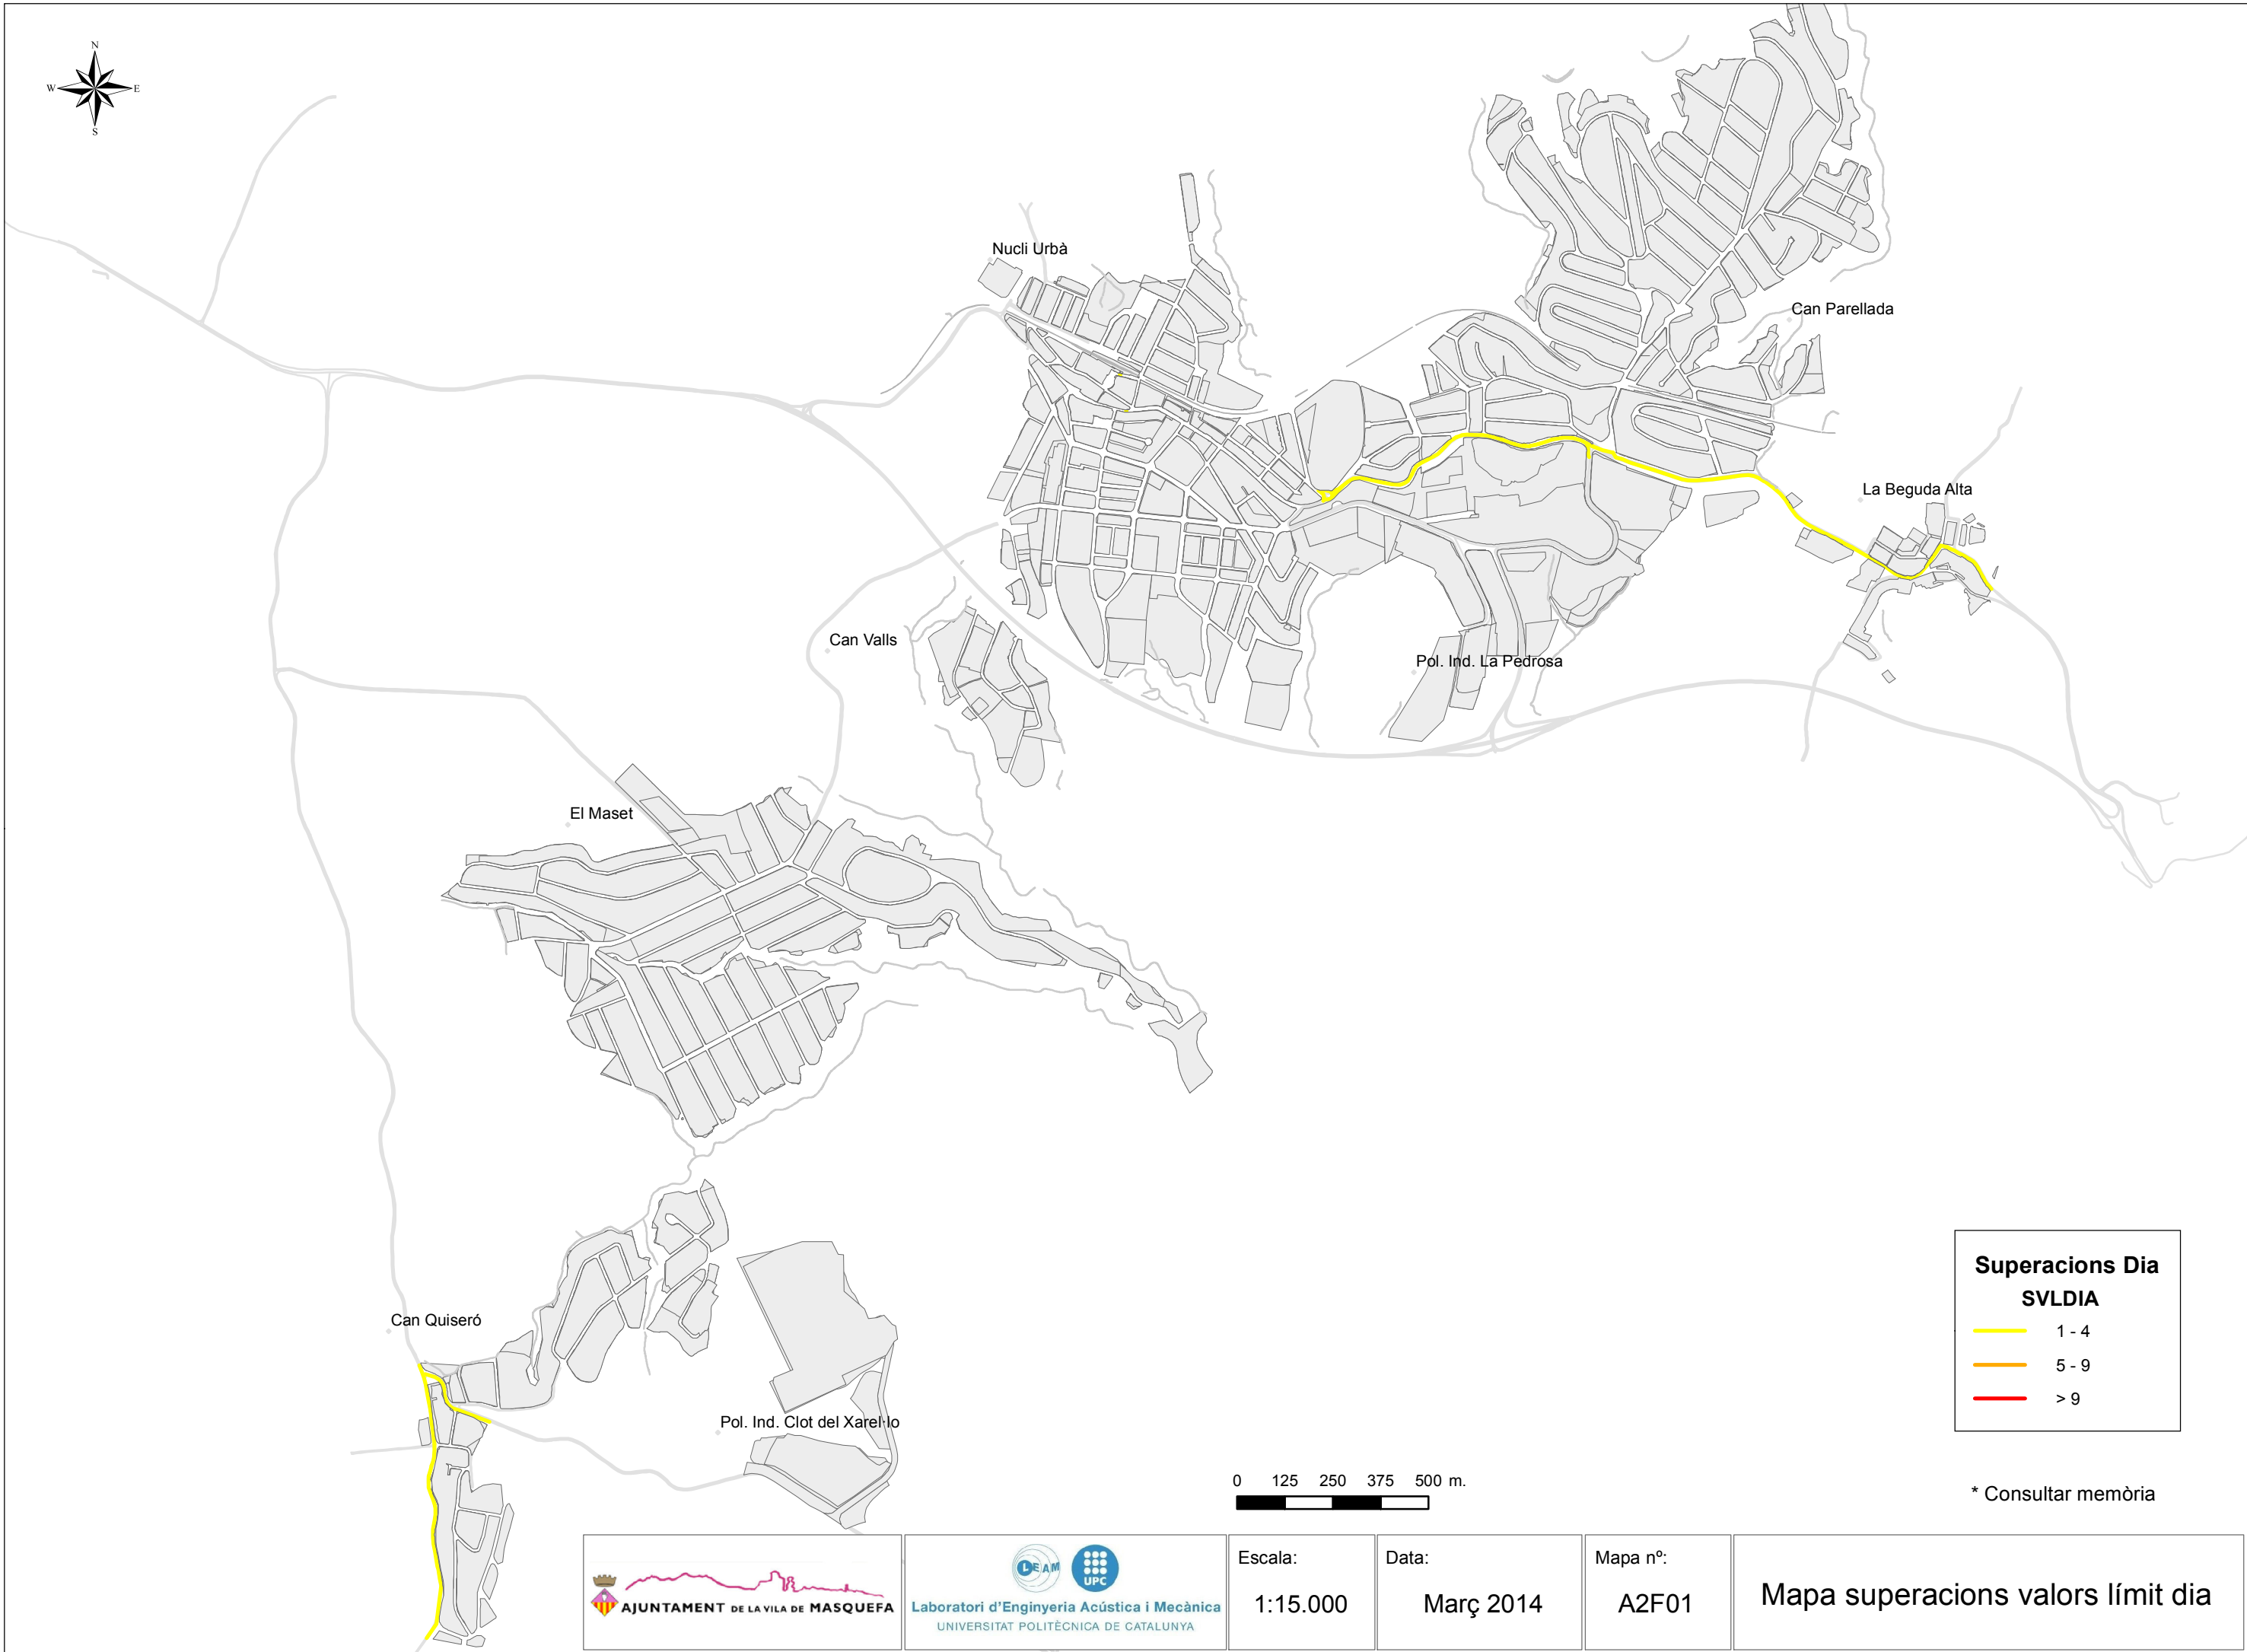 N
W E
S
Nucli Urbà
Can Parellada
La Beguda Alta
Can Valls
Pol. Ind. La Pedrosa
El Maset
Can Quiseró
Pol. Ind. Clot del Xarel·lo
Superacions Dia
SVLDIA
1 - 4
5 - 9
> 9
* Consultar memòria
0 125 250 375 500 m.
AJUNTAMENT DE LA VILA DE MASQUEFA
LEAM
UPC
Laboratori d'Enginyeria Acústica i Mecànica
UNIVERSITAT POLITÈCNICA DE CATALUNYA
Escala:
1:15.000
Data:
Març 2014
Mapa nº:
A2F01
Mapa superacions valors límit dia